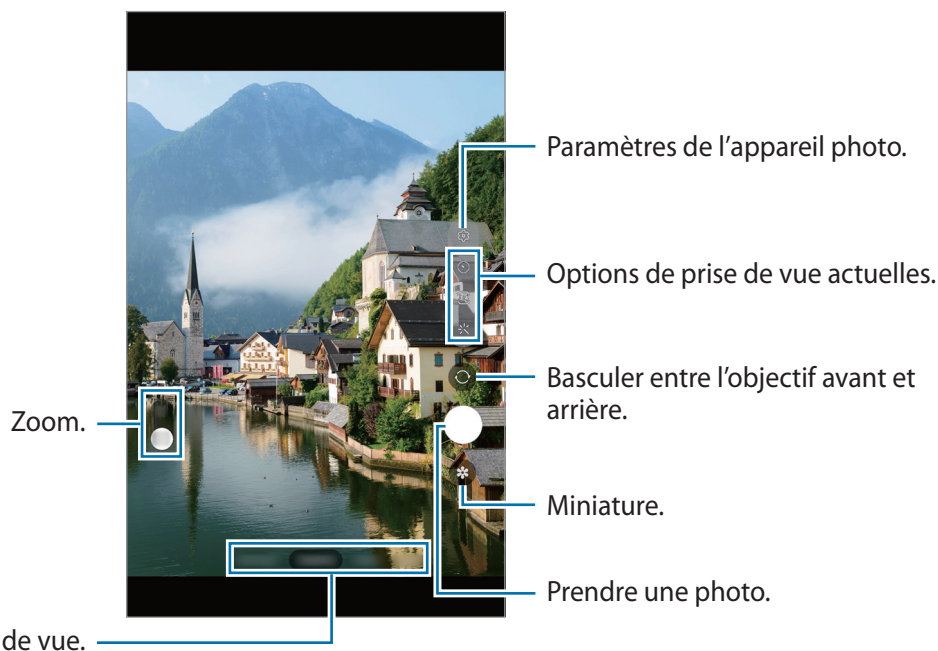 Paramètres de l’appareil photo.
Options de prise de vue actuelles.
Basculer entre l’objectif avant et
arrière.
Zoom.
Miniature.
Prendre une photo.
de vue.